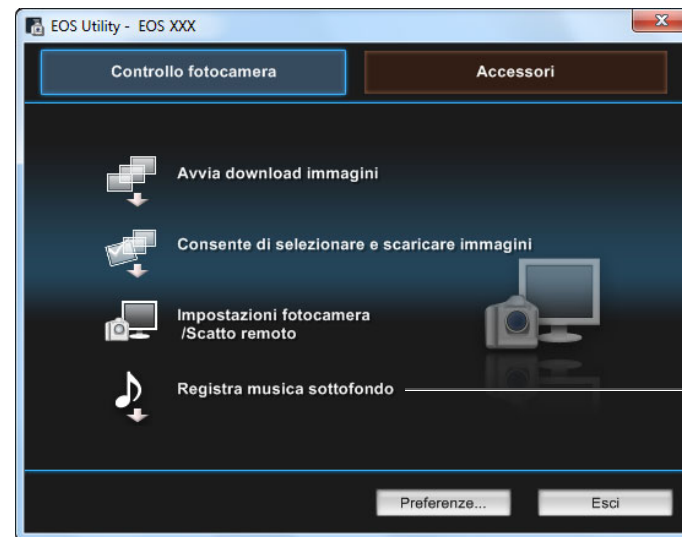 EOS Utility - EOS XXX
Controllo fotocamera
Accessori
Avvia download immagini
Consente di selezionare e scaricare immagini
Impostazioni fotocamera
/Scatto remoto
Registra musica sottofondo
Preferenze...
Esci